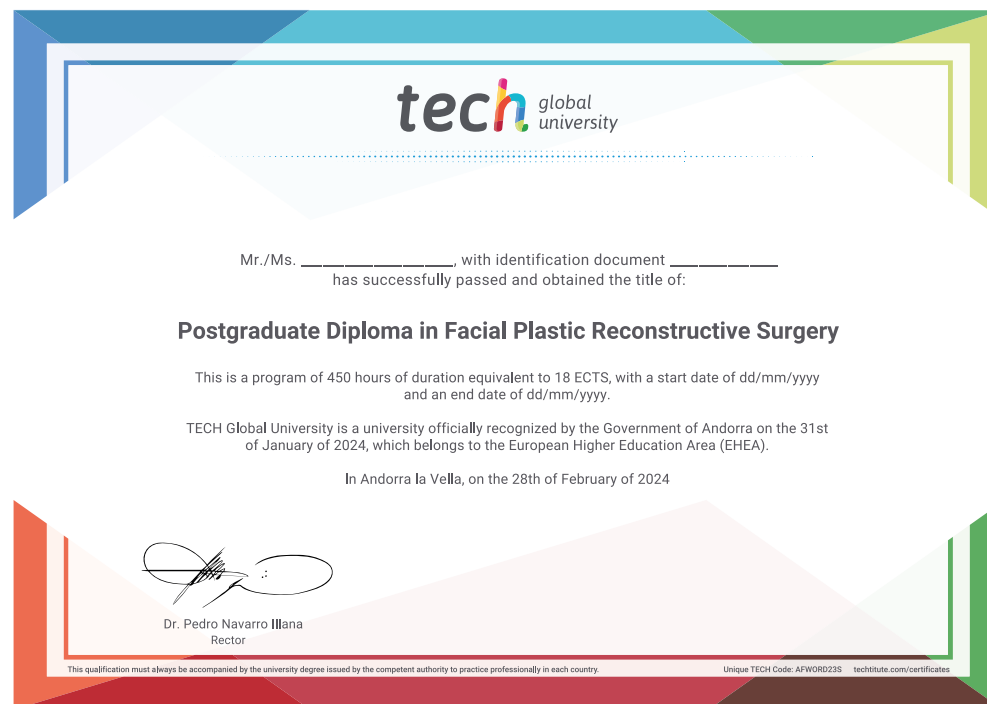 tech global university
Mr./Ms. ________________, with identification document ____________
has successfully passed and obtained the title of:
Postgraduate Diploma in Facial Plastic Reconstructive Surgery
This is a program of 450 hours of duration equivalent to 18 ECTS, with a start date of dd/mm/yyyy
and an end date of dd/mm/yyyy.
TECH Global University is a university officially recognized by the Government of Andorra on the 31st
of January of 2024, which belongs to the European Higher Education Area (EHEA).
In Andorra la Vella, on the 28th of February of 2024
Dr. Pedro Navarro Illana
Rector
This qualification must always be accompanied by the university degree issued by the competent authority to practice professionally in each country. Unique TECH Code: AFWORD23S techtitute.com/certificates